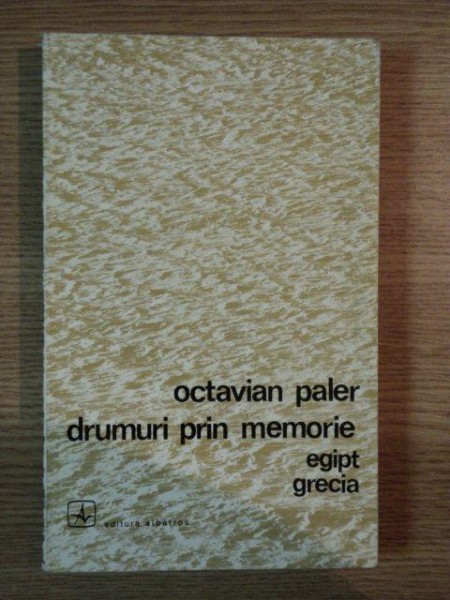 octavian paler
drumuri prin memorie
egipt
grecia
editura albatros